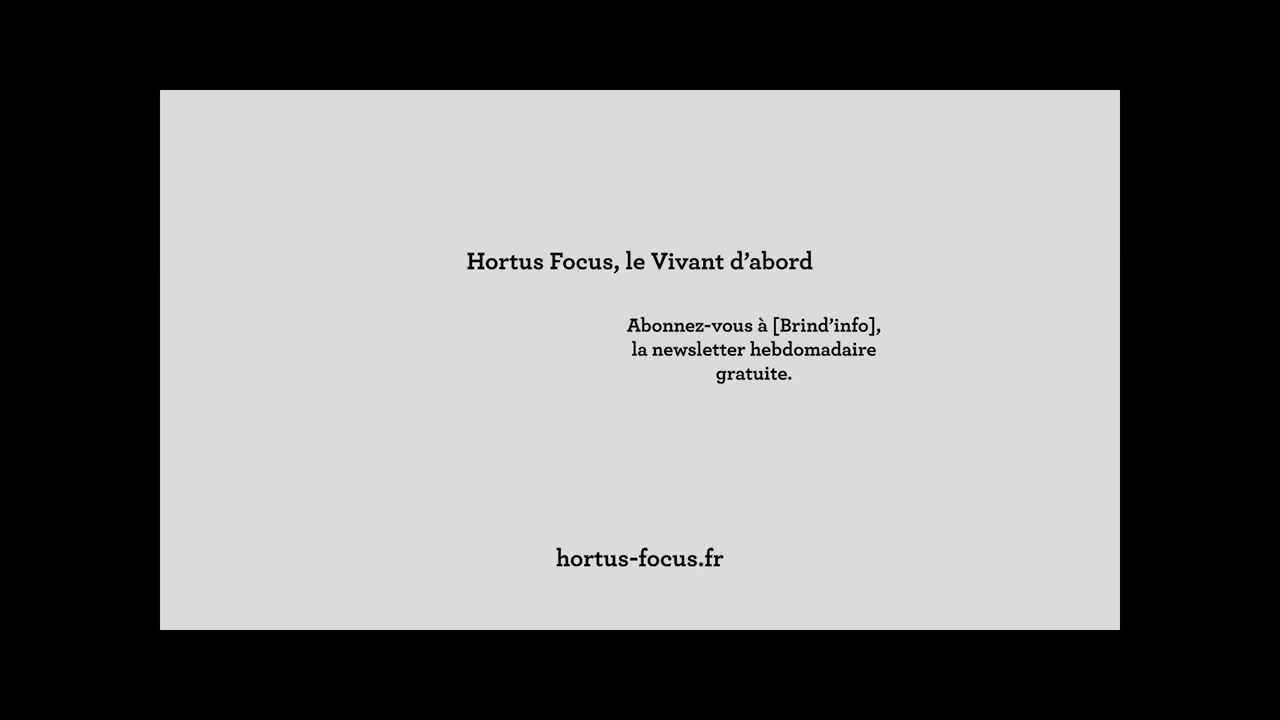 Hortus Focus, le Vivant d’abord
Abonnez-vous à [Brind’info],
la newsletter hebdomadaire
gratuite.
hortus-focus.fr